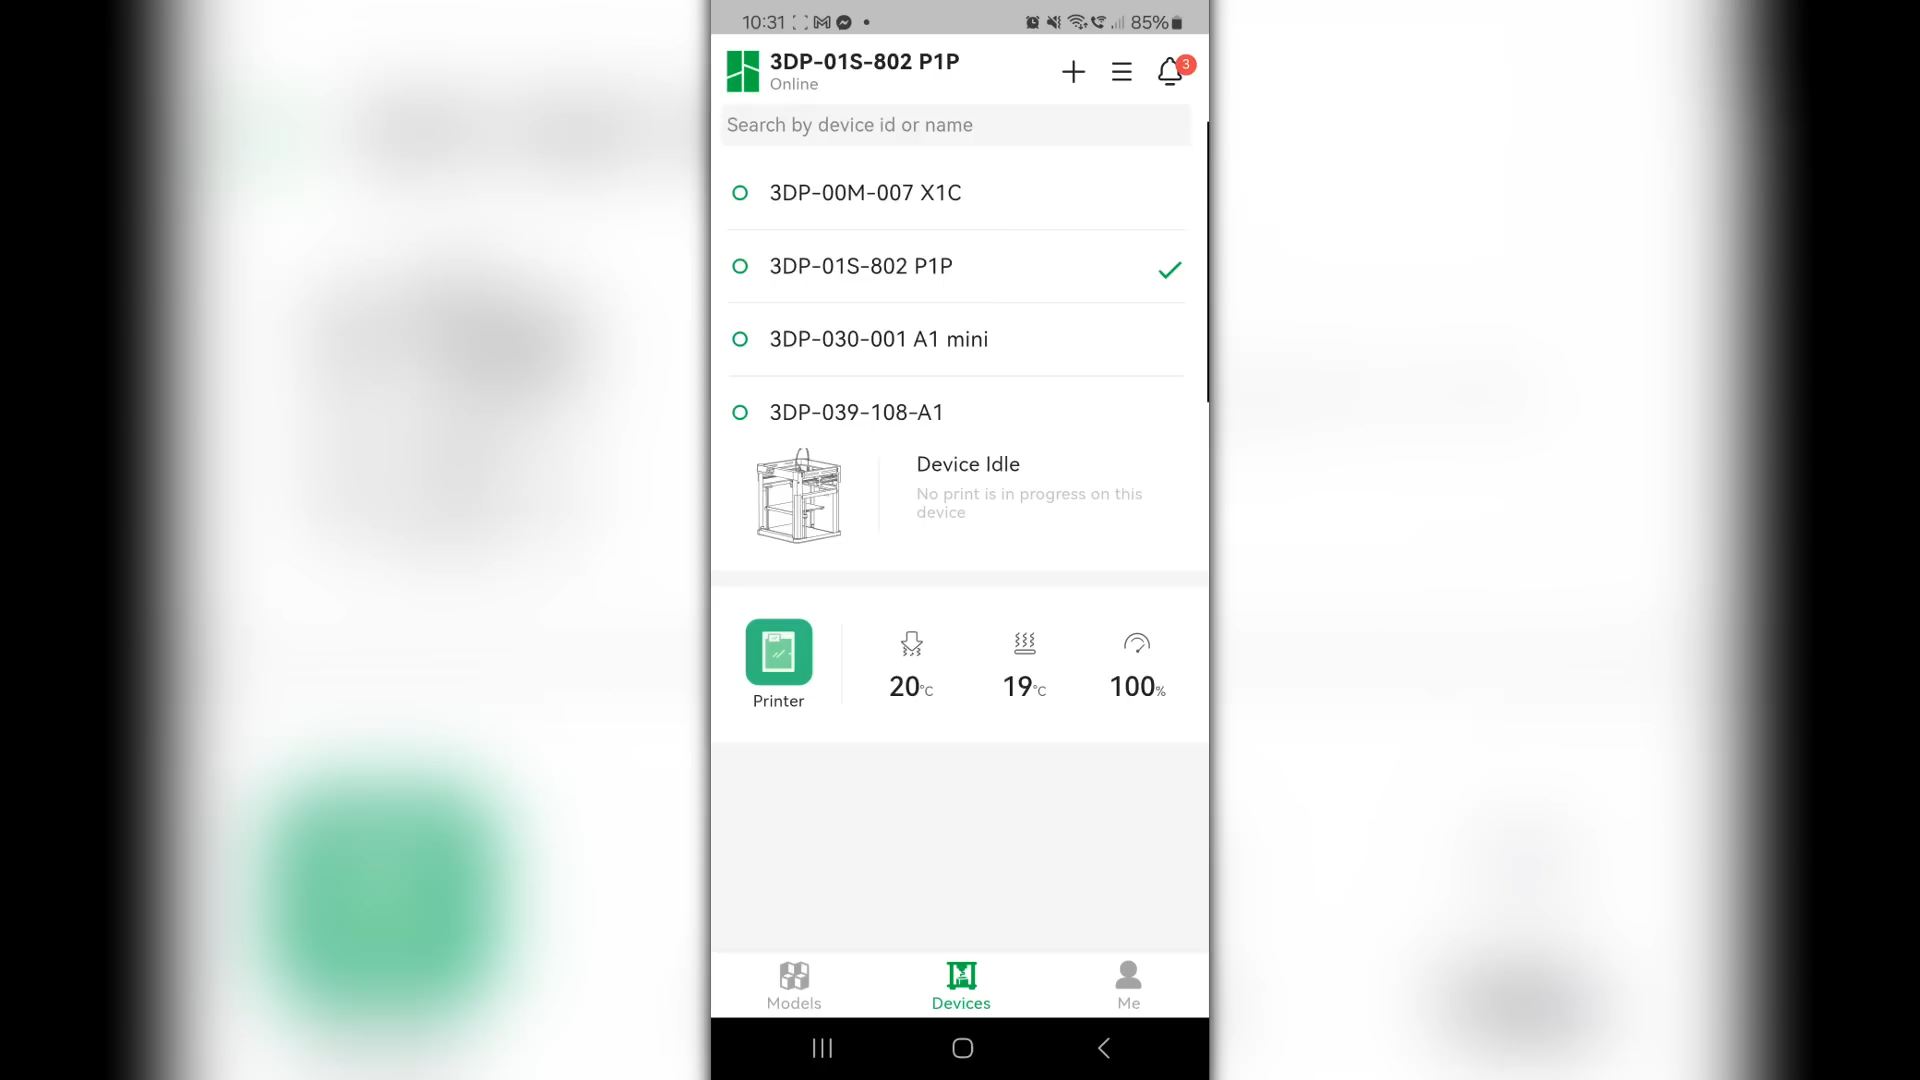 10:31
85%
3DP-01S-802 P1P
Online
3
Search by device id or name
3DP-00M-007 X1C
3DP-01S-802 P1P
3DP-030-001 A1 mini
3DP-039-108-A1
Device Idle
No print is in progress on this
device
Printer
20°C
19°C
100%
Models
Devices
Me